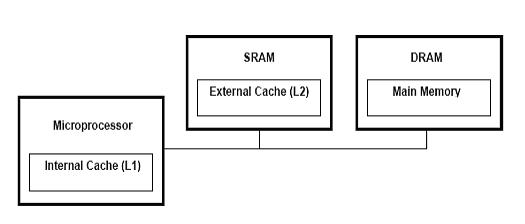 SRAM
External Cache (L2)
DRAM
Main Memory
Microprocessor
Internal Cache (L1)